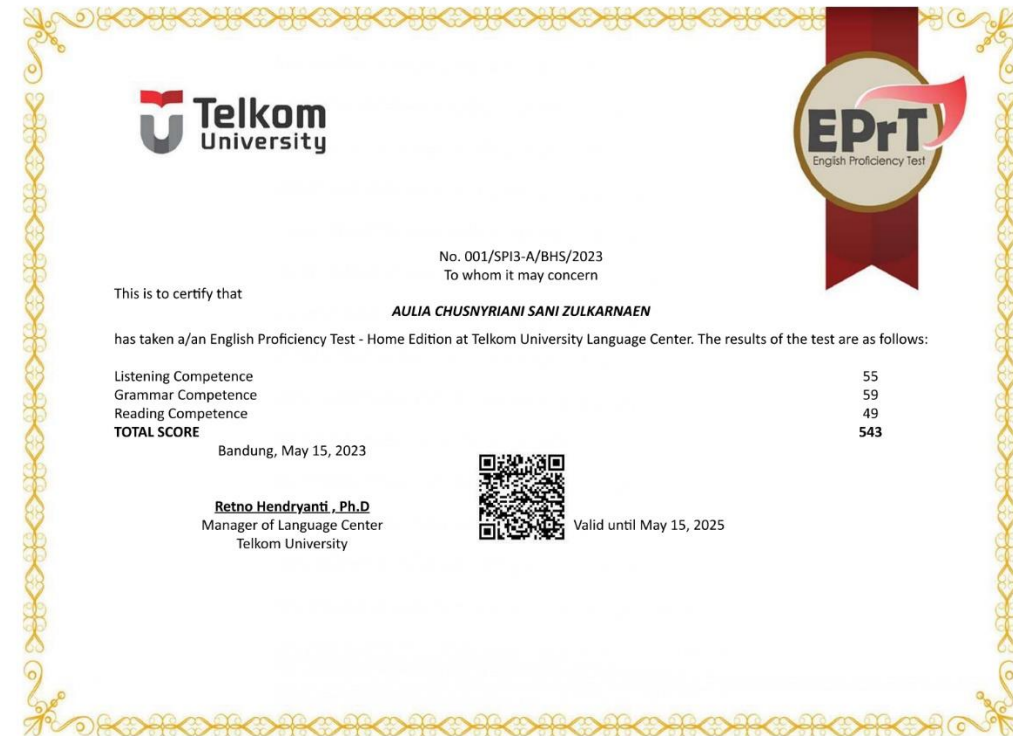 Telkom
University
EPrT
English Proficiency Test
No. 001/SPI3-A/BHS/2023
To whom it may concern
This is to certify that
AULIA CHUSNYRIANI SANI ZULKARNAEN
has taken a/an English Proficiency Test - Home Edition at Telkom University Language Center. The results of the test are as follows:
Listening Competence 55
Grammar Competence 59
Reading Competence 49
TOTAL SCORE 543
Bandung, May 15, 2023
Retno Hendryanti , Ph.D
Manager of Language Center
Telkom University
Valid until May 15, 2025